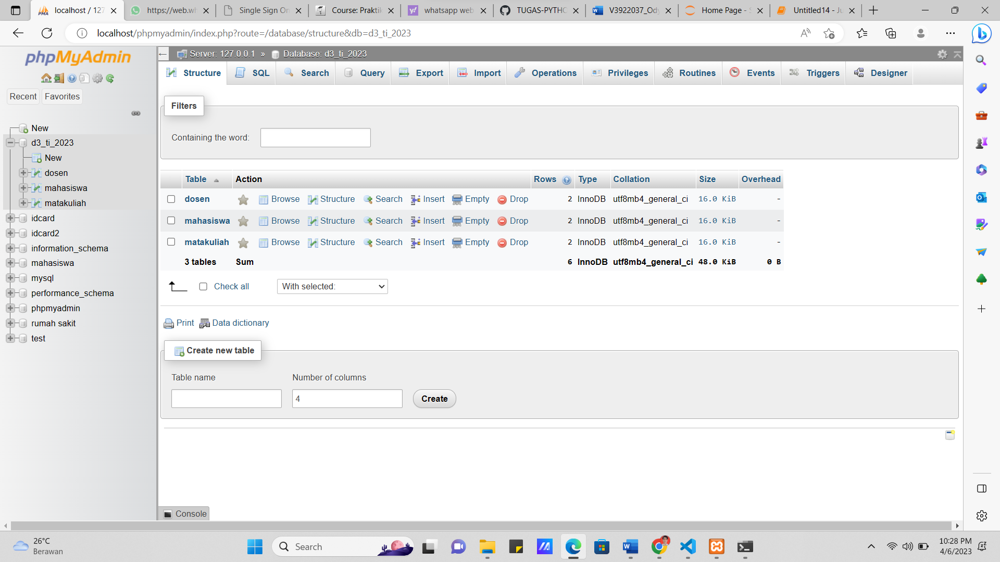 localhost / 127
https://web.wh
Single Sign On
Course: Praktik
whatsapp web
TUGAS-PYTHO
V3922037_Ody
Home Page - S
Untitled14 - Ju
localhost/phpmyadmin/index.php?route=/database/structure&db=d3_ti_2023
phpMyAdmin
Recent
Favorites
New
d3_ti_2023
New
dosen
mahasiswa
matakuliah
idcard
idcard2
information_schema
mahasiswa
mysql
performance_schema
phpmyadmin
rumah sakit
test
Server: 127.0.0.1 » Database: d3_ti_2023
Structure SQL Search Query Export Import Operations Privileges Routines Events Triggers Designer
Filters
Containing the word:
Table Action Rows Type Collation Size Overhead
dosen Browse Structure Search Insert Empty Drop 2 InnoDB utf8mb4_general_ci 16.0 KiB -
mahasiswa Browse Structure Search Insert Empty Drop 2 InnoDB utf8mb4_general_ci 16.0 KiB -
matakuliah Browse Structure Search Insert Empty Drop 2 InnoDB utf8mb4_general_ci 16.0 KiB -
3 tables Sum 6 InnoDB utf8mb4_general_ci 48.0 KiB 0 B
Check all With selected:
Print Data dictionary
Create new table
Table name Number of columns
4 Create
Console
26°C
Berawan
Search
10:28 PM
4/6/2023